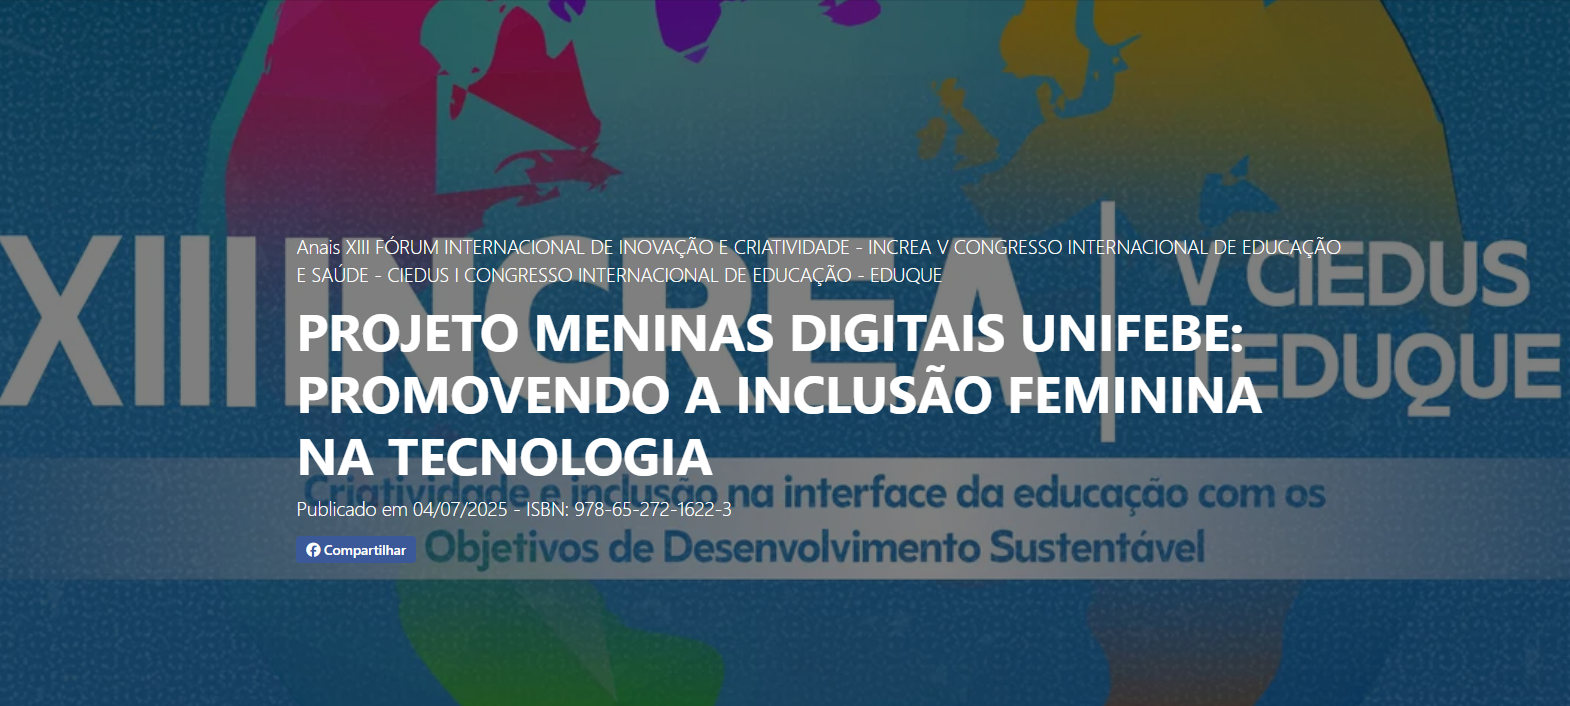 Anais XIII FÓRUM INTERNACIONAL DE INOVAÇÃO E CRIATIVIDADE - INCREA V CONGRESSO INTERNACIONAL DE EDUCAÇÃO
E SAÚDE - CIEDUS I CONGRESSO INTERNACIONAL DE EDUCAÇÃO - EDUQUE
XIII INCREA
V CIEDUS
I EDUQUE
PROJETO MENINAS DIGITAIS UNIFEBE:
PROMOVENDO A INCLUSÃO FEMININA
NA TECNOLOGIA
Criatividade e inclusão na interface da educação com os
Objetivos de Desenvolvimento Sustentável
Publicado em 04/07/2025 - ISBN: 978-65-272-1622-3
Compartilhar